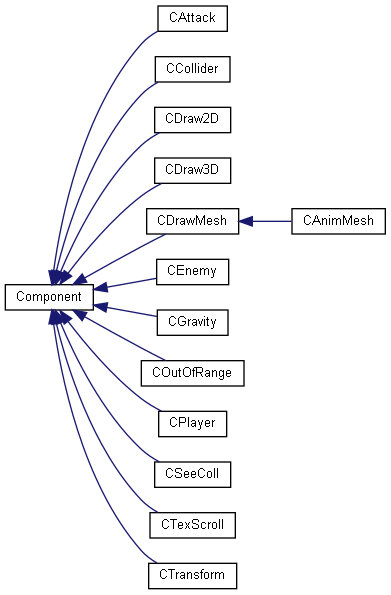 CAttack
CCollider
CDraw2D
CDraw3D
CDrawMesh
CAnimMesh
CEnemy
Component
CGravity
COutOfRange
CPlayer
CSeeColl
CTexScroll
CTransform